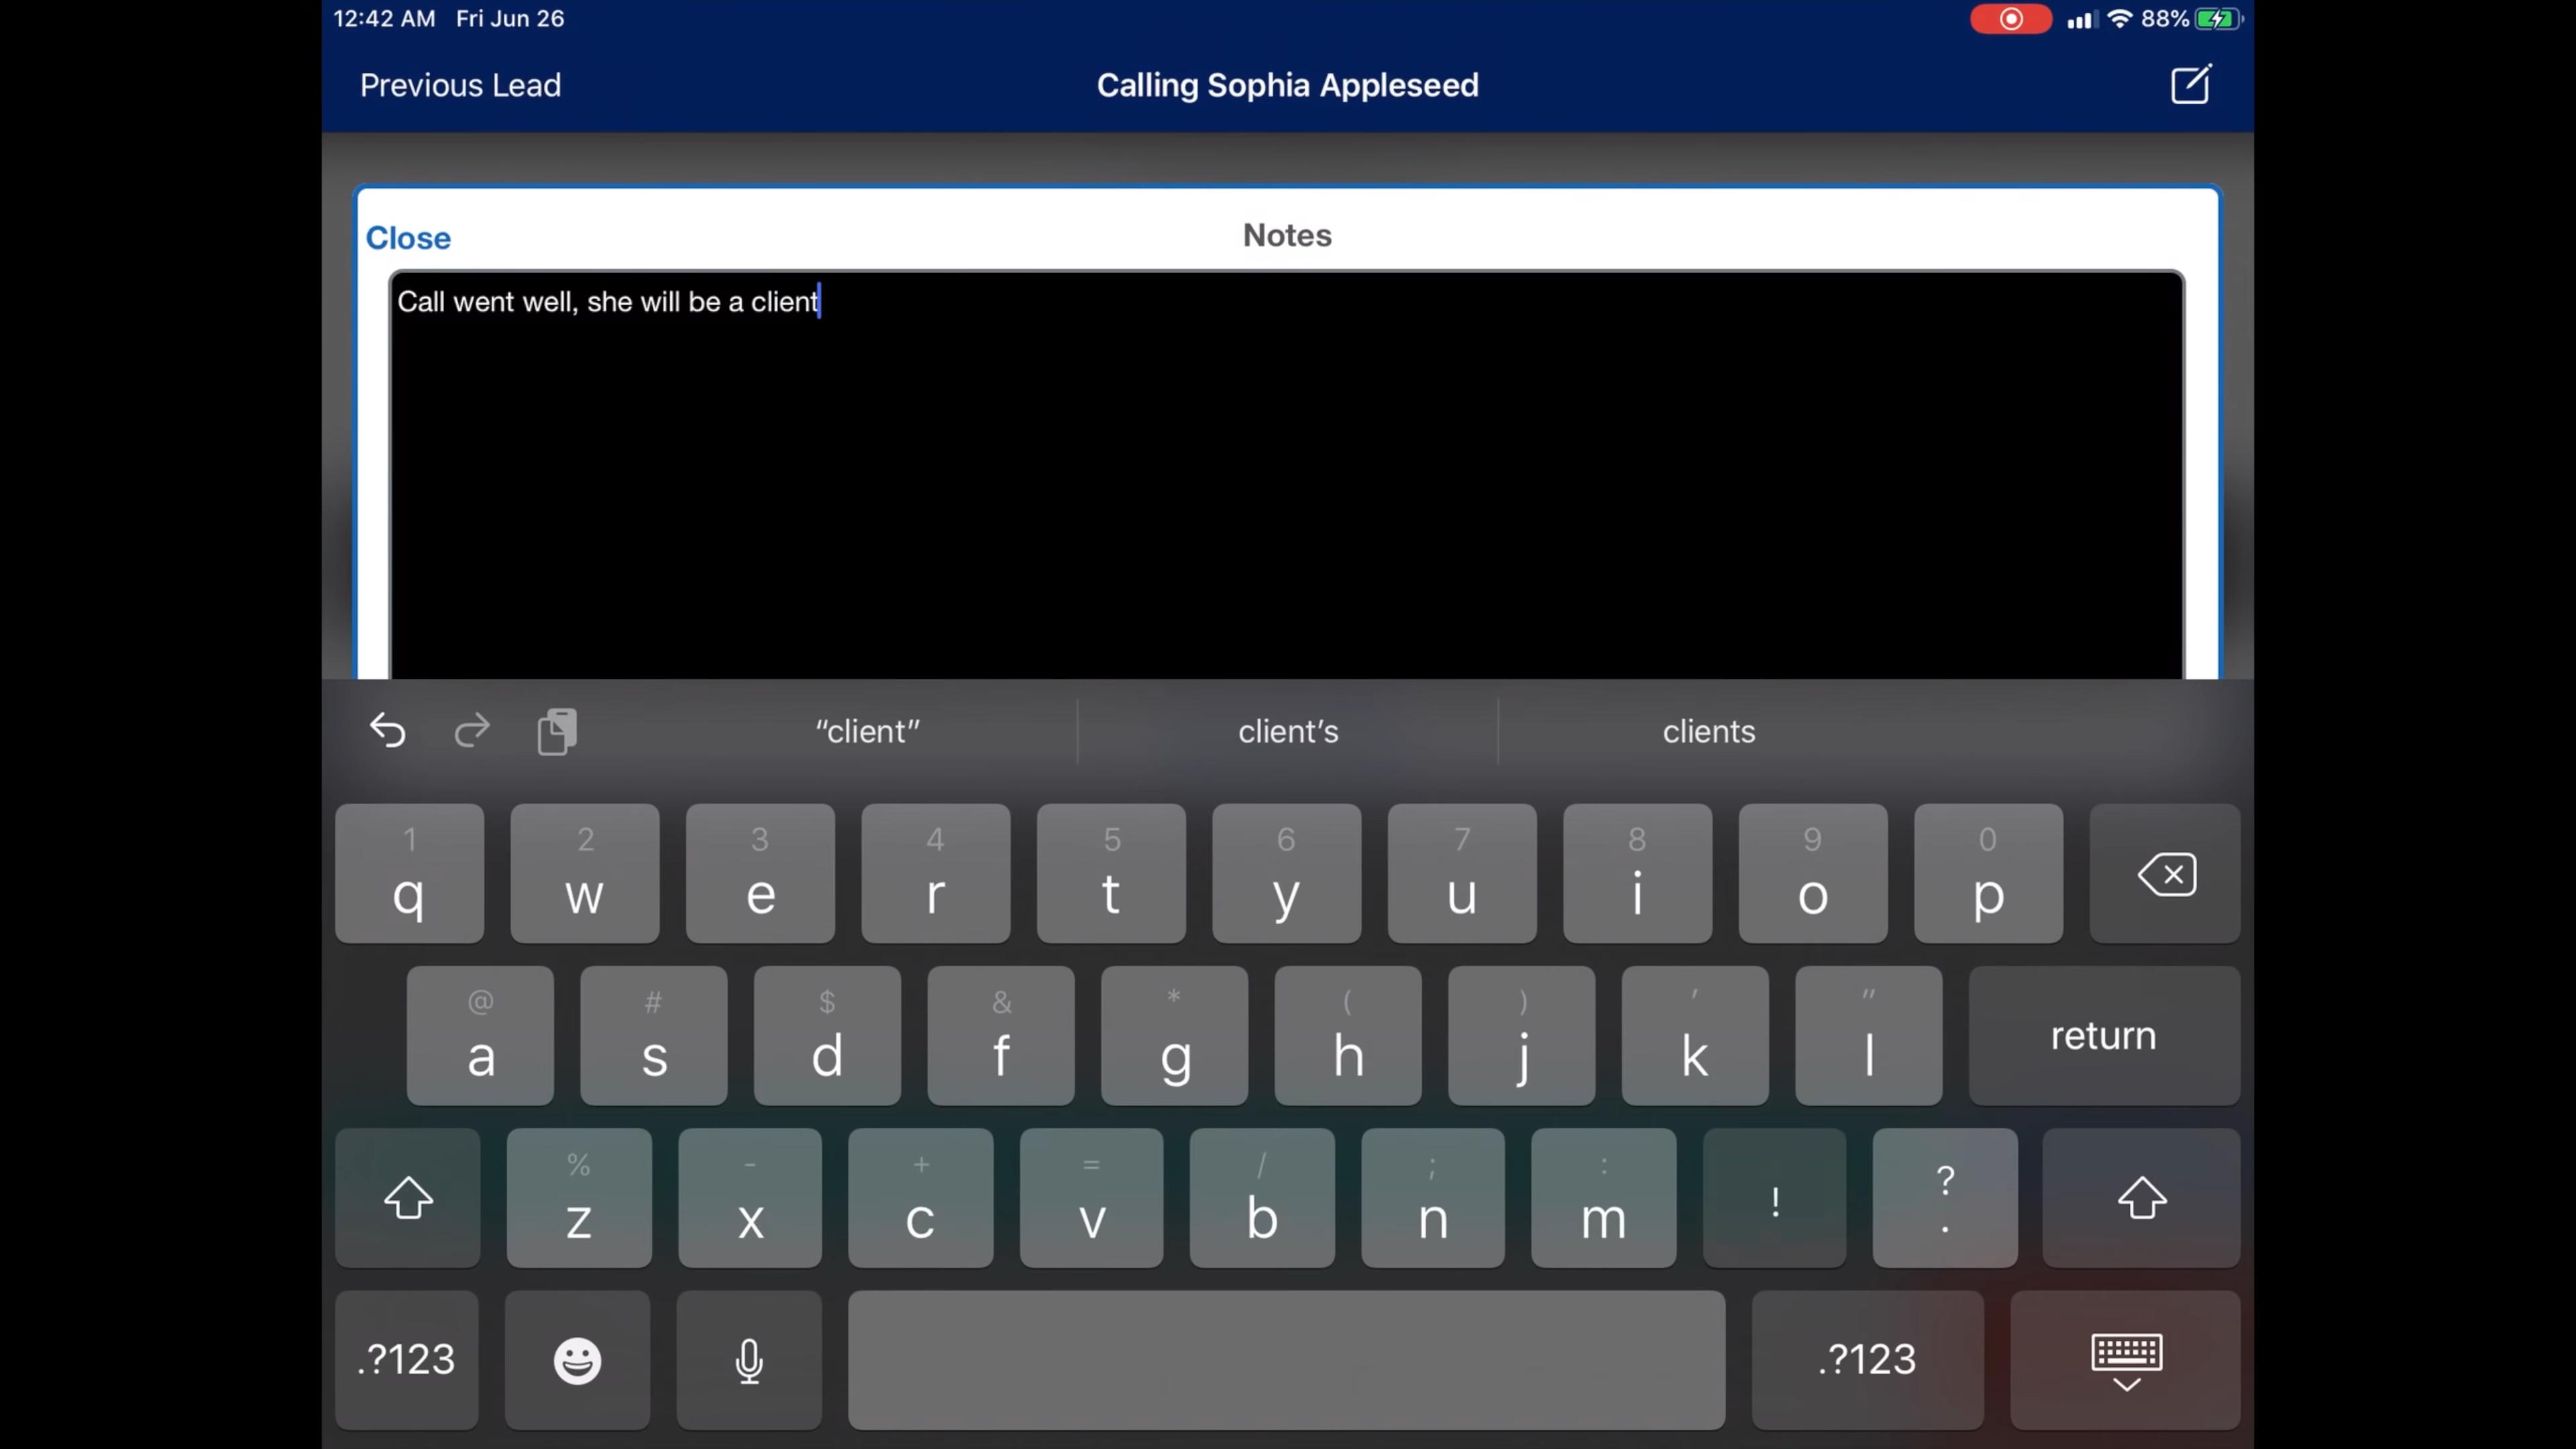 12:42 AM Fri Jun 26
88%
Previous Lead
Calling Sophia Appleseed
Close
Notes
Call went well, she will be a client
“client”
client’s
clients
1 2 3 4 5 6 7 8 9 0
q w e r t y u i o p
@ # $ & * ( ) ' "
a s d f g h j k l return
% - + = / ; : ?
z x c v b n m ! .
.?123 .?123